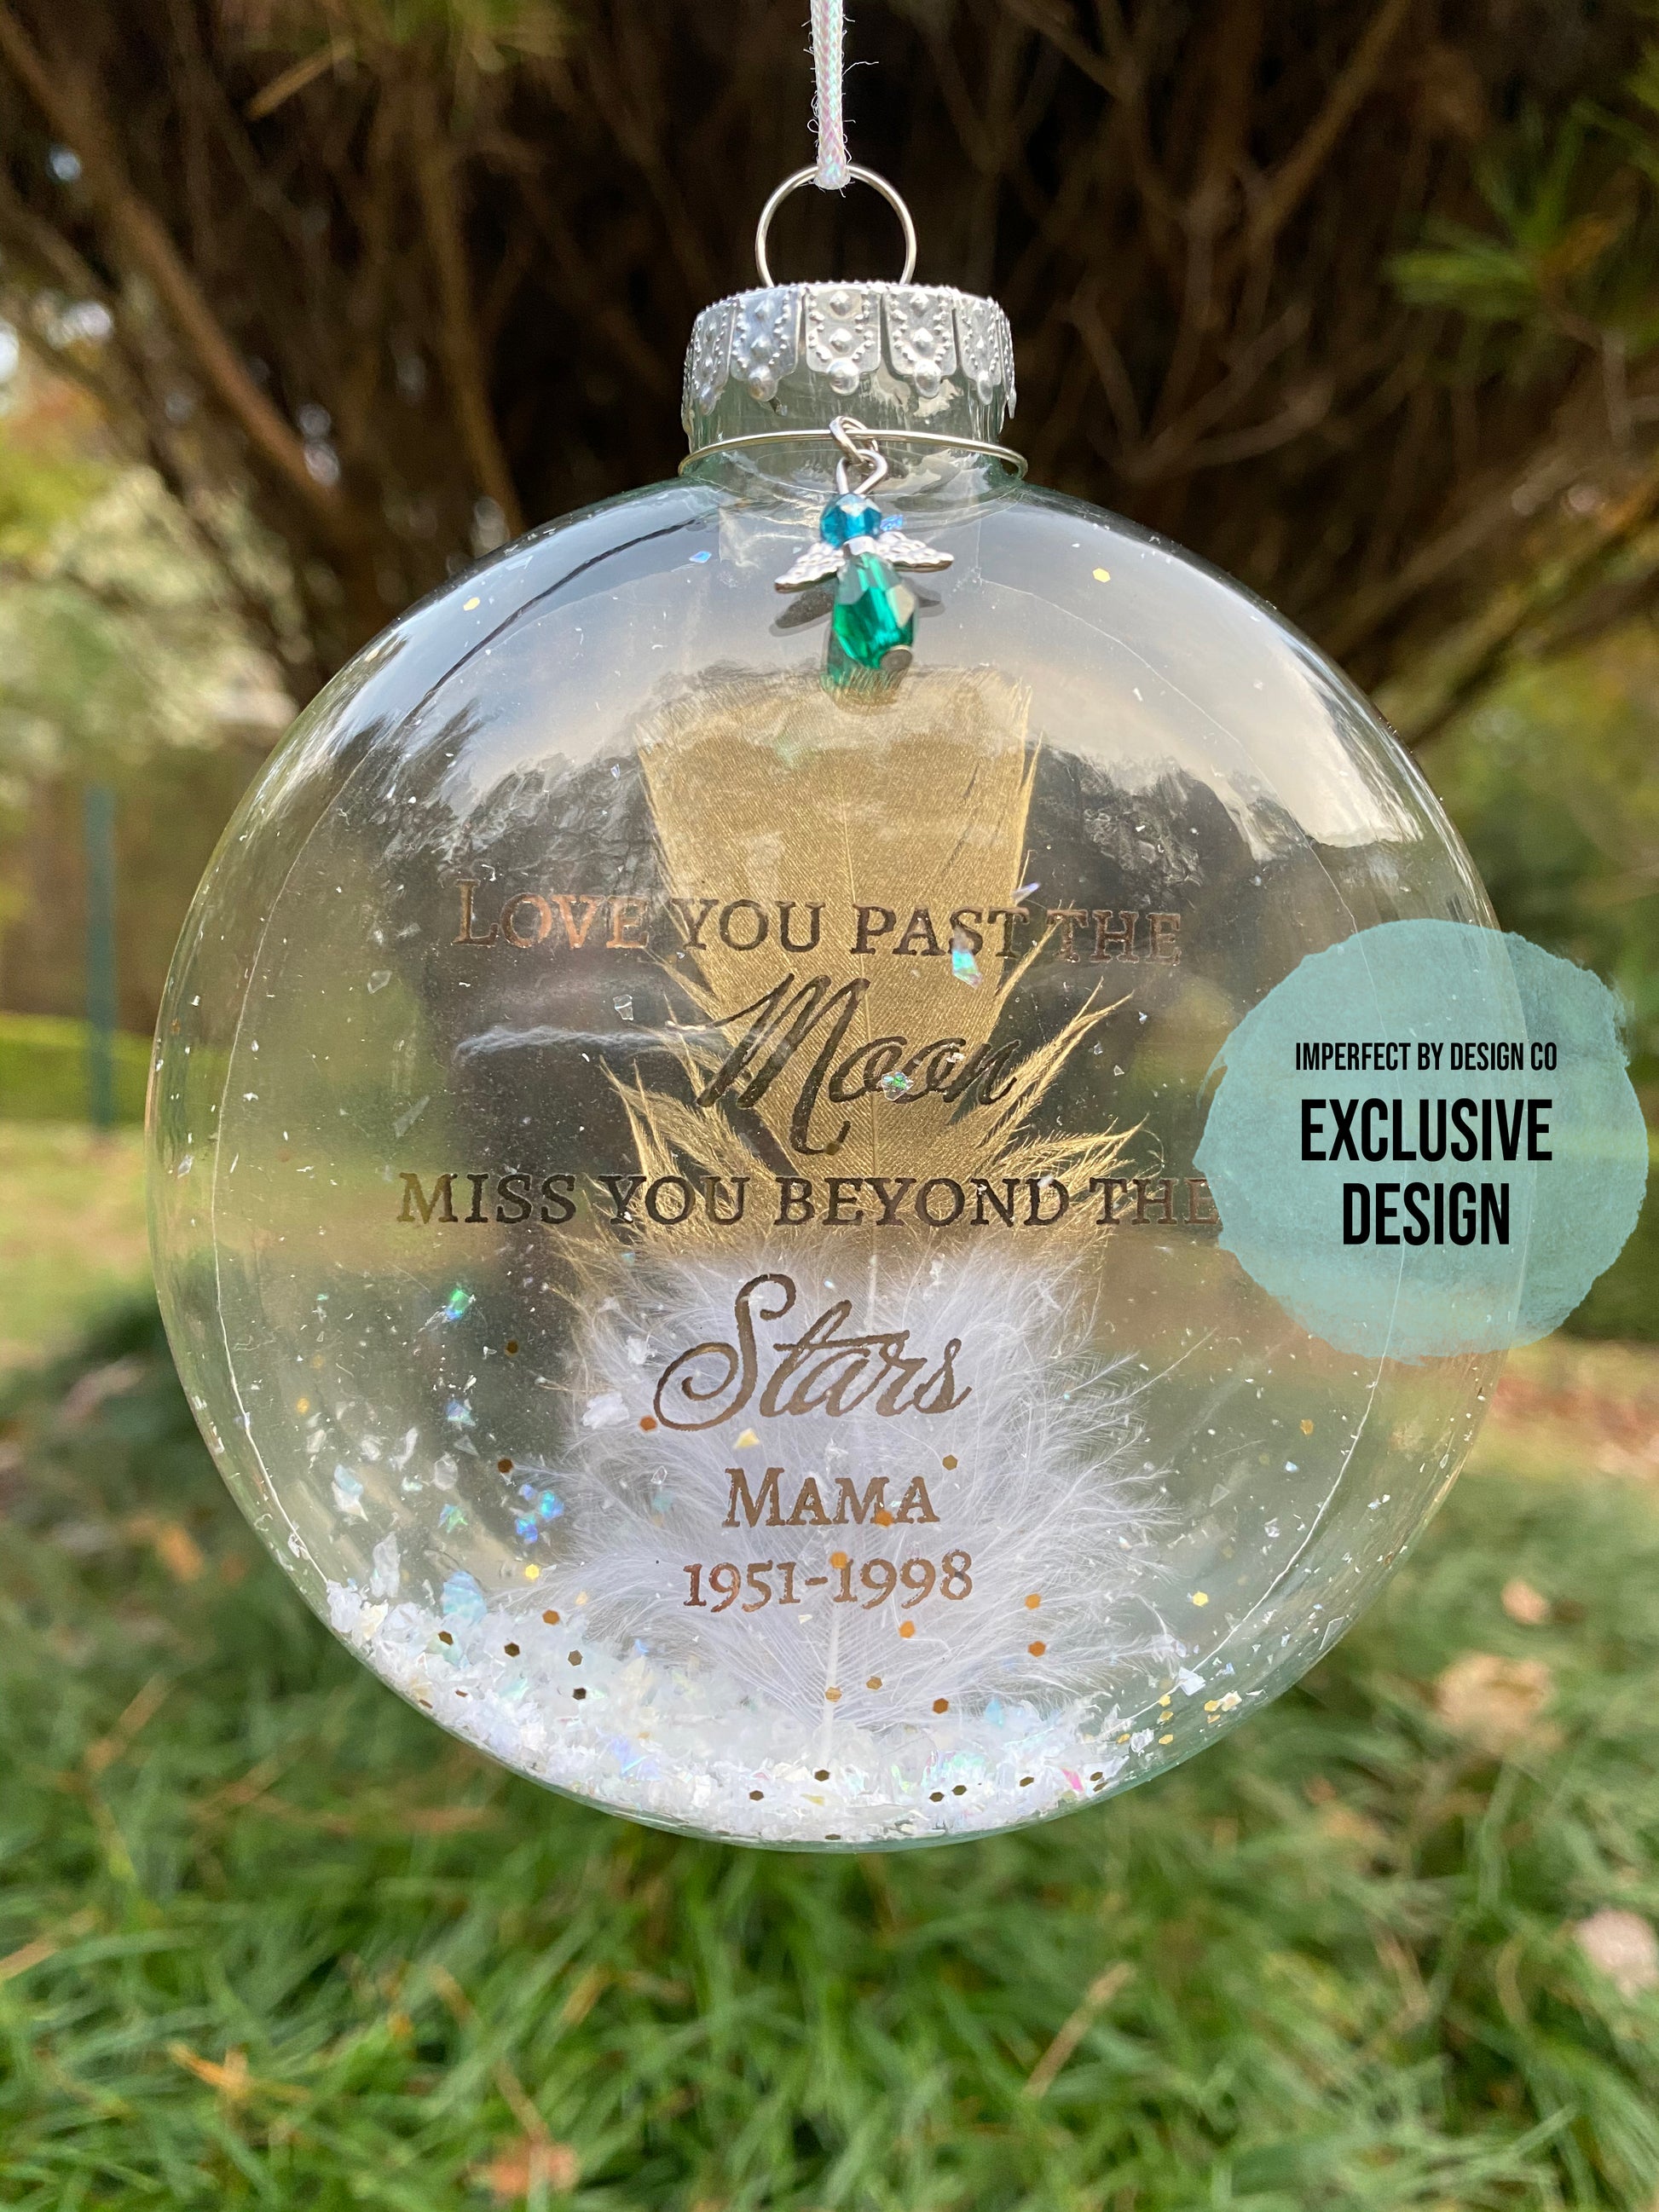 LOVE YOU PAST THE
Moon
MISS YOU BEYOND THE
Stars
MAMA
1951-1998
IMPERFECT BY DESIGN CO
EXCLUSIVE
DESIGN